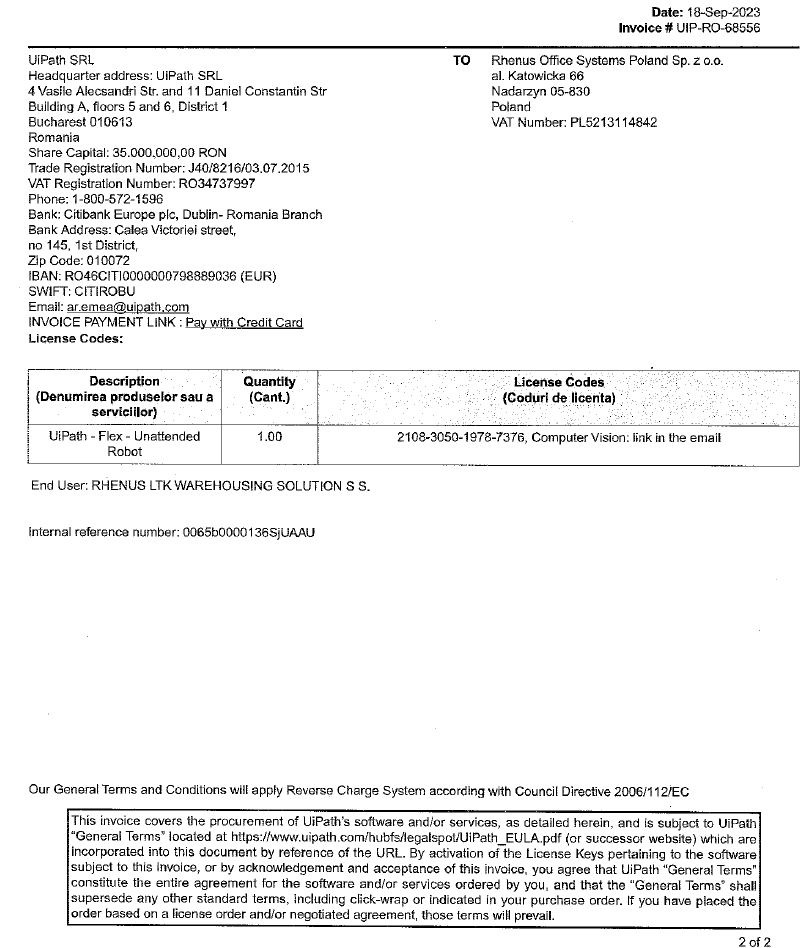 Date: 18-Sep-2023
Invoice # UIP-RO-68556
UiPath SRL
Headquarter address: UiPath SRL
4 Vasile Alecsandri Str. and 11 Daniel Constantin Str
Building A, floors 5 and 6, District 1
Bucharest 010613
Romania
Share Capital: 35.000,000,00 RON
Trade Registration Number: J40/8216/03.07.2015
VAT Registration Number: RO34737997
Phone: 1-800-572-1596
Bank: Citibank Europe plc, Dublin- Romania Branch
Bank Address: Calea Victoriei street,
no 145, 1st District,
Zip Code: 010072
IBAN: RO46CITI0000000798889036 (EUR)
SWIFT: CITIROBU
Email: ar.emea@uipath.com
INVOICE PAYMENT LINK : Pay with Credit Card
License Codes:
TO
Rhenus Office Systems Poland Sp. z o.o.
al. Katowicka 66
Nadarzyn 05-830
Poland
VAT Number: PL5213114842
Description
(Denumirea produselor sau a
serviciilor)
Quantity
(Cant.)
License Codes
(Coduri de licenta)
UiPath - Flex - Unattended
Robot
1.00
2108-3050-1978-7376, Computer Vision: link in the email
End User: RHENUS LTK WAREHOUSING SOLUTION S S.
Internal reference number: 0065b0000136SjUAAU
Our General Terms and Conditions will apply Reverse Charge System according with Council Directive 2006/112/EC
This invoice covers the procurement of UiPath's software and/or services, as detailed herein, and is subject to UiPath
"General Terms" located at https://www.uipath.com/hubfs/legalspot/UiPath_EULA.pdf (or successor website) which are
incorporated into this document by reference of the URL. By activation of the License Keys pertaining to the software
subject to this invoice, or by acknowledgement and acceptance of this invoice, you agree that UiPath "General Terms"
constitute the entire agreement for the software and/or services ordered by you, and that the "General Terms" shall
supersede any other standard terms, including click-wrap or indicated in your purchase order. If you have placed the
order based on a license order and/or negotiated agreement, those terms will prevail.
2 of 2